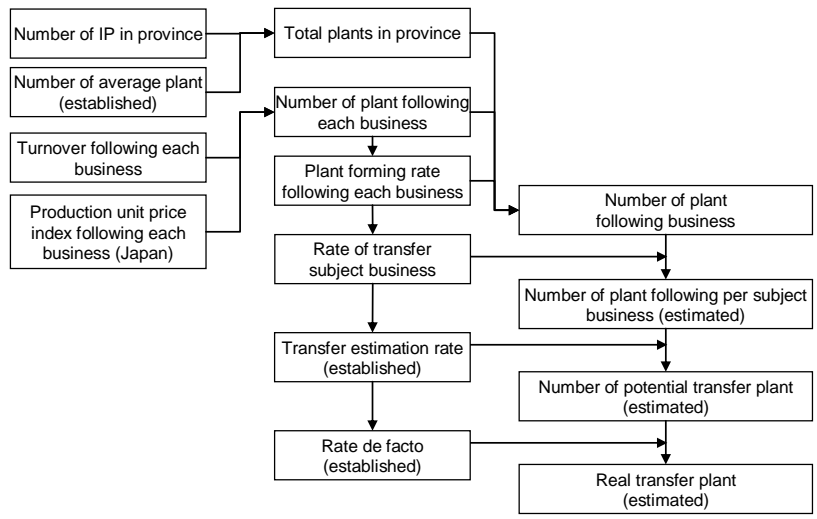 Number of IP in province
Number of average plant
(established)
Turnover following each
business
Production unit price
index following each
business (Japan)
Total plants in province
Number of plant following
each business
Plant forming rate
following each business
Rate of transfer
subject business
Transfer estimation rate
(established)
Rate de facto
(established)
Number of plant
following business
Number of plant following per subject
business (estimated)
Number of potential transfer plant
(estimated)
Real transfer plant
(estimated)